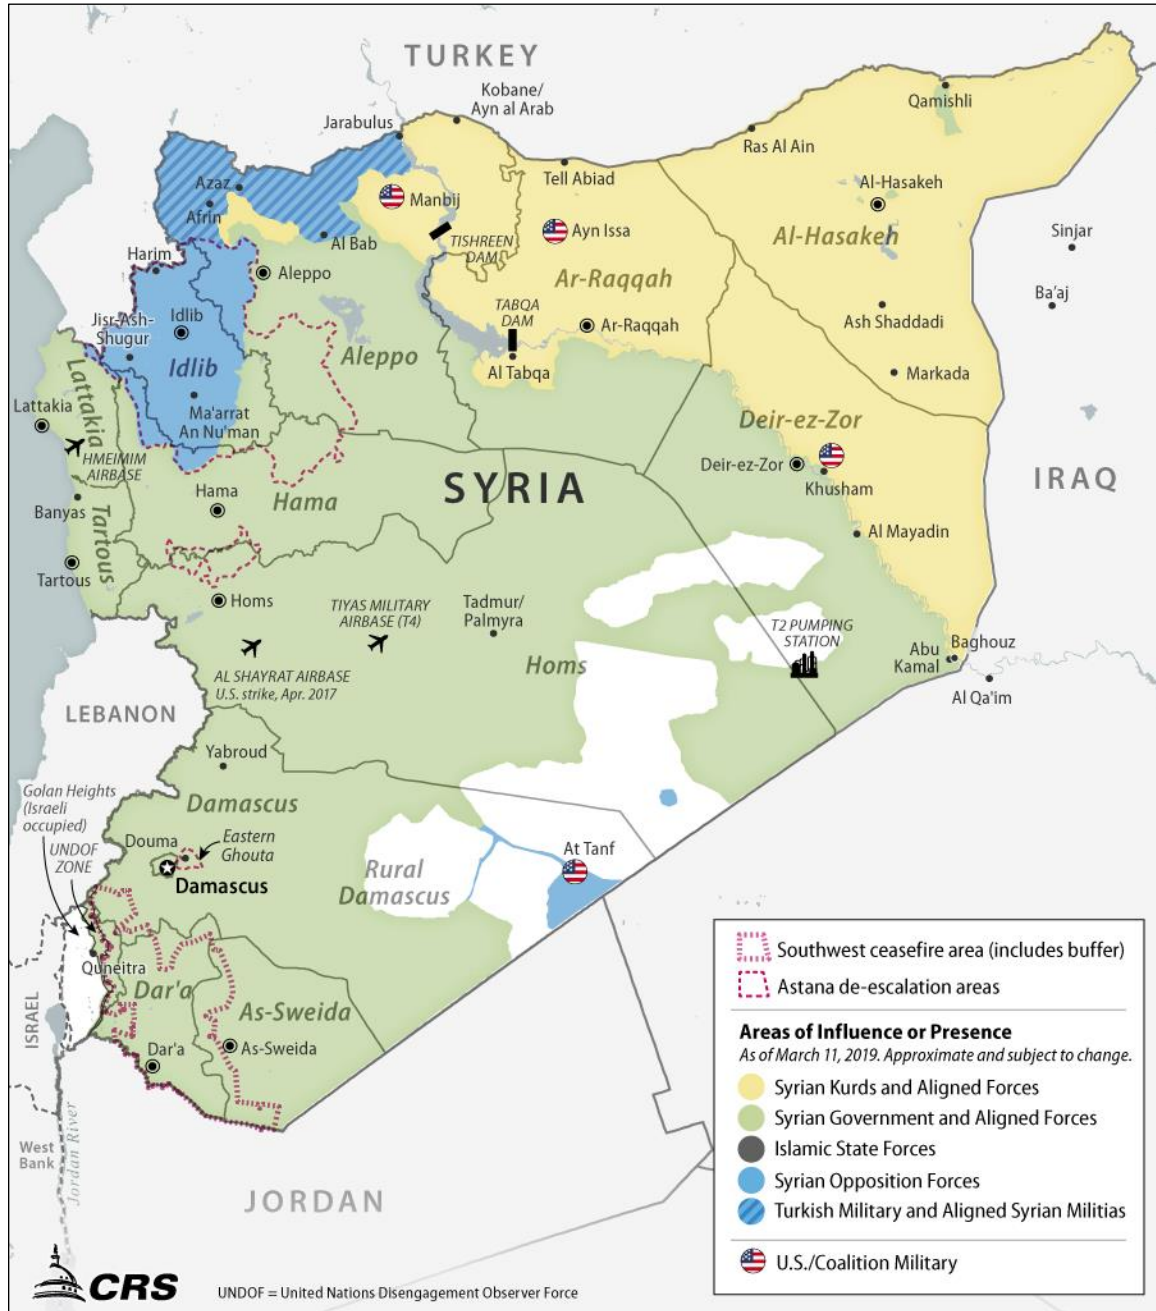 TURKEY
Kobane/
Ayn al Arab
Jarabulus
Qamishli
Ras Al Ain
Tell Abiad
Azaz
Afrin
Manbij
Al-Hasakeh
Ayn Issa
Al-Hasakeh
Sinjar
Al Bab
TISHREEN
DAM
Harim
Aleppo
Ar-Raqqah
Ba'aj
Idlib
TABQA
DAM
Jisr-Ash-
Shugur
Ar-Raqqah
Ash Shaddadi
Aleppo
Idlib
Al Tabqa
Markada
Lattakia
Lattakia
Ma'arrat
An Nu'man
Deir-ez-Zor
HMEIMIM
AIRBASE
Deir-ez-Zor
Khusham
IRAQ
SYRIA
Hama
Hama
Banyas
Tartous
Al Mayadin
Tartous
Homs
TIYAS MILITARY
AIRBASE (T4)
Tadmur/
Palmyra
T2 PUMPING
STATION
Homs
Abu
Kamal
Baghouz
AL SHAYRAT AIRBASE
U.S. strike, Apr. 2017
Al Qa'im
LEBANON
Yabroud
Golan Heights
(Israeli
occupied)
Damascus
UNDOF
ZONE
Douma
Eastern
Ghouta
At Tanf
Damascus
Rural
Damascus
Quneitra
Dar'a
As-Sweida
ISRAEL
Dar'a
As-Sweida
Jordan River
West
Bank
JORDAN
Southwest ceasefire area (includes buffer)
Astana de-escalation areas
Areas of Influence or Presence
As of March 11, 2019. Approximate and subject to change.
Syrian Kurds and Aligned Forces
Syrian Government and Aligned Forces
Islamic State Forces
Syrian Opposition Forces
Turkish Military and Aligned Syrian Militias
U.S./Coalition Military
CRS
UNDOF = United Nations Disengagement Observer Force